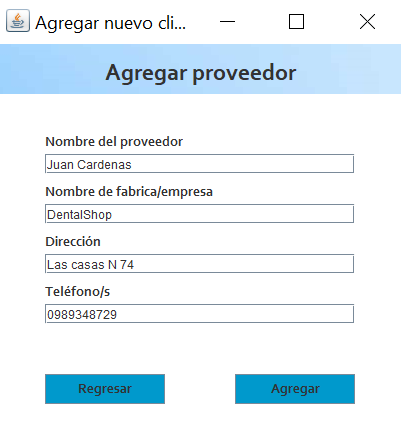 Agregar nuevo cli...
Agregar proveedor
Nombre del proveedor
Juan Cardenas
Nombre de fabrica/empresa
DentalShop
Dirección
Las casas N 74
Teléfono/s
0989348729
Regresar Agregar